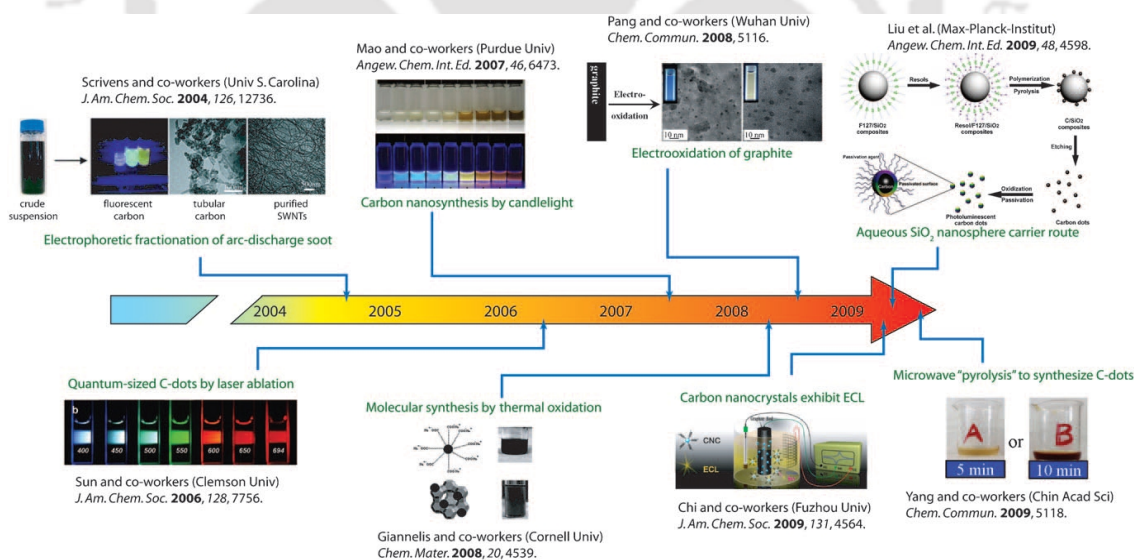 Scrivens and co-workers (Univ S. Carolina)
J. Am. Chem. Soc. 2004, 126, 12736.
crude
suspension
fluorescent
carbon
tubular
carbon
purified
SWNTs
Electrophoretic fractionation of arc-discharge soot
Mao and co-workers (Purdue Univ)
Angew. Chem. Int. Ed. 2007, 46, 6473.
Carbon nanosynthesis by candlelight
Pang and co-workers (Wuhan Univ)
Chem. Commun. 2008, 5116.
graphite
Electro-
oxidation
10 nm
10 nm
Electrooxidation of graphite
Liu et al. (Max-Planck-Institut)
Angew. Chem. Int. Ed. 2009, 48, 4598.
Resols
Polymerization
Pyrolysis
F127/SiO2
composites
Resol/F127/SiO2
composites
C/SiO2
composites
Etching
Passivation agent
Passivated surface
Carbon
Oxidization
Passivation
Photoluminescent
carbon dots
Carbon dots
Aqueous SiO2 nanosphere carrier route
2004
2005
2006
2007
2008
2009
Quantum-sized C-dots by laser ablation
b
400
450
500
550
600
650
694
Sun and co-workers (Clemson Univ)
J. Am. Chem. Soc. 2006, 128, 7756.
Molecular synthesis by thermal oxidation
Giannelis and co-workers (Cornell Univ)
Chem. Mater. 2008, 20, 4539.
Carbon nanocrystals exhibit ECL
CNC
ECL
Chi and co-workers (Fuzhou Univ)
J. Am. Chem. Soc. 2009, 131, 4564.
Microwave "pyrolysis" to synthesize C-dots
A
or
B
5 min
10 min
Yang and co-workers (Chin Acad Sci)
Chem. Commun. 2009, 5118.